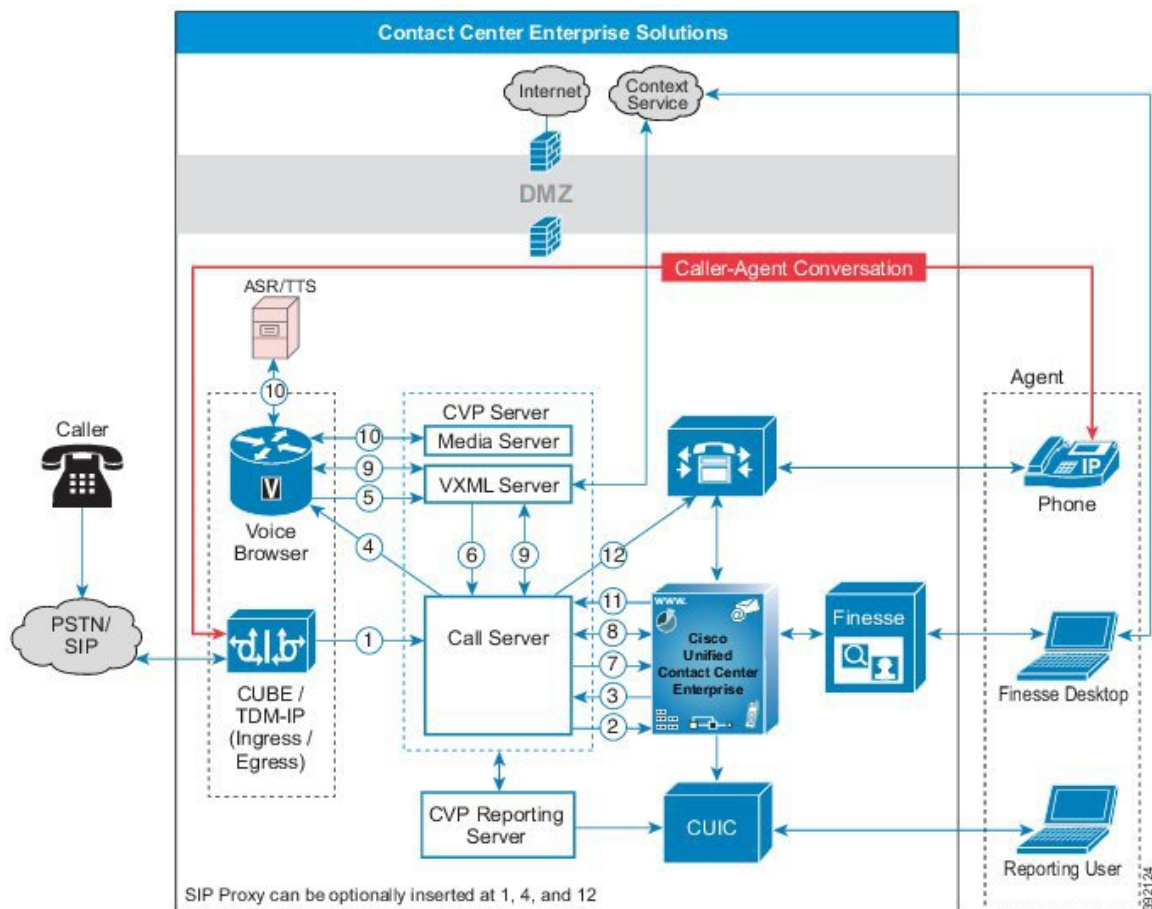 Contact Center Enterprise Solutions
Internet
Context
Service
DMZ
Caller-Agent Conversation
ASR/TTS
10
Agent
Caller
CVP Server
10
Media Server
9
VXML Server
5
IP
Phone
V
Voice
Browser
4
6
9
12
PSTN/
SIP
1
Call Server
11
8
7
3
2
www.
Cisco
Unified
Contact Center
Enterprise
Finesse
Finesse Desktop
CUBE /
TDM-IP
(Ingress /
Egress)
CVP Reporting
Server
CUIC
Reporting User
SIP Proxy can be optionally inserted at 1, 4, and 12
392124